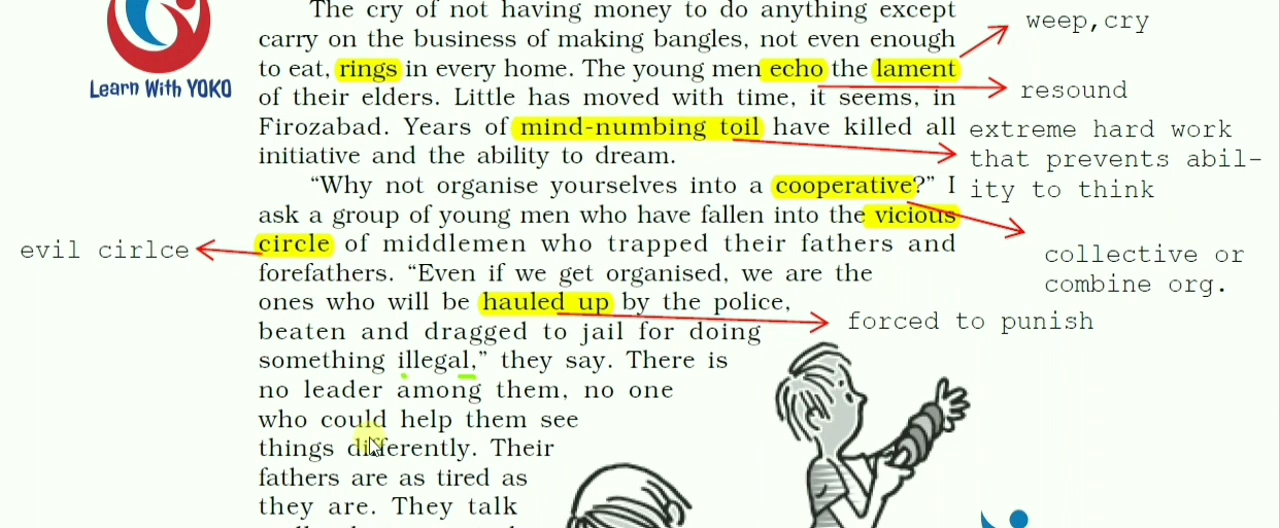 The cry of not having money to do anything except
carry on the business of making bangles, not even enough
to eat, rings in every home. The young men echo the lament
of their elders. Little has moved with time, it seems, in
Firozabad. Years of mind-numbing toil have killed all
initiative and the ability to dream.
"Why not organise yourselves into a cooperative?" I
ask a group of young men who have fallen into the vicious
circle of middlemen who trapped their fathers and
forefathers. "Even if we get organised, we are the
ones who will be hauled up by the police,
beaten and dragged to jail for doing
something illegal," they say. There is
no leader among them, no one
who could help them see
things differently. Their
fathers are as tired as
they are. They talk
weep,cry
resound
extreme hard work
that prevents abil-
ity to think
collective or
combine org.
forced to punish
evil cirlce
Learn With YOKO